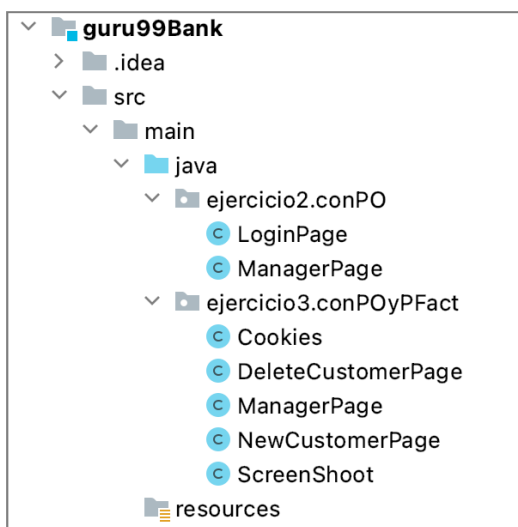 guru99Bank
.idea
src
main
java
ejercicio2.conPO
C LoginPage
C ManagerPage
ejercicio3.conPOyPFact
C Cookies
C DeleteCustomerPage
C ManagerPage
C NewCustomerPage
C ScreenShoot
resources